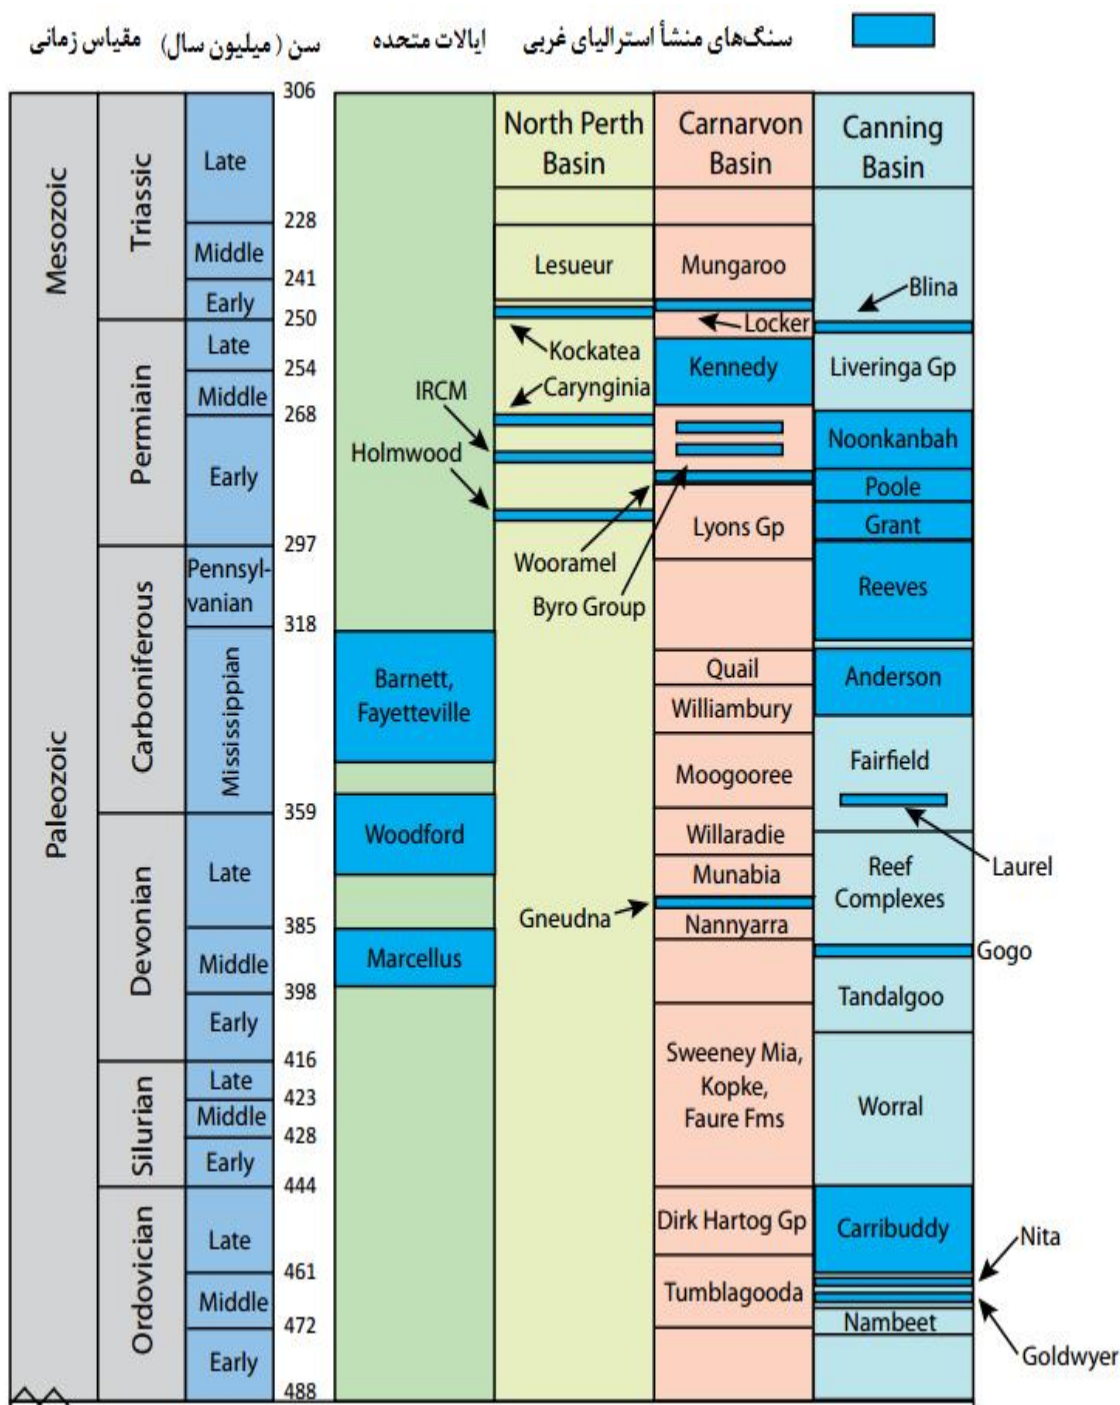 مقیاس زمانی
سن ( میلیون سال)
ایالات متحده
سنگ‌های منشأ استرالیای غربی
306
North Perth
Basin
Carnarvon
Basin
Canning
Basin
Mesozoic
Triassic
Late
228
Middle
241
Early
250
Lesueur
Mungaroo
Blina
Locker
Kockatea
Carynginia
IRCM
Holmwood
Permiain
Late
254
Middle
268
Early
297
Kennedy
Liveringa Gp
Noonkanbah
Poole
Grant
Lyons Gp
Wooramel
Byro Group
Reeves
Paleozoic
Carboniferous
Pennsyl-
vanian
318
Mississippian
359
Barnett,
Fayetteville
Quail
Anderson
Williambury
Moogooree
Fairfield
Laurel
Devonian
Late
385
Middle
398
Early
416
Woodford
Willaradie
Munabia
Reef
Complexes
Gneudna
Nannyarra
Marcellus
Gogo
Tandalgoo
Silurian
Late
423
Middle
428
Early
444
Sweeney Mia,
Kopke,
Faure Fms
Worral
Ordovician
Late
461
Middle
472
Early
488
Dirk Hartog Gp
Carribuddy
Nita
Tumblagooda
Nambeet
Goldwyer